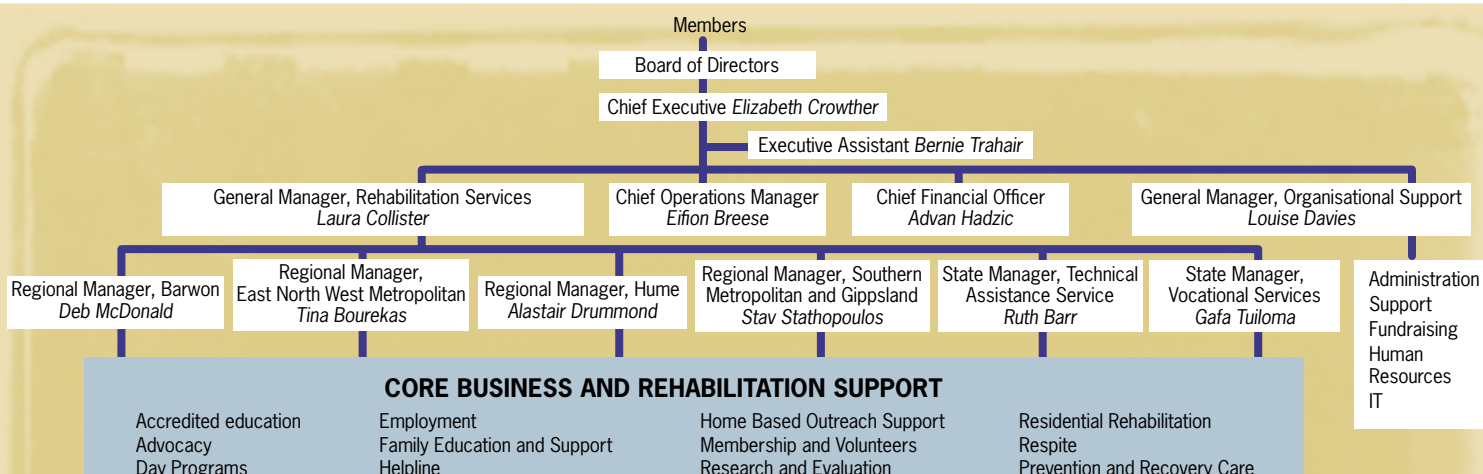 Members
Board of Directors
Chief Executive Elizabeth Crowther
Executive Assistant Bernie Trahair
General Manager, Rehabilitation Services
Laura Collister
Chief Operations Manager
Eifion Breese
Chief Financial Officer
Advan Hadzic
General Manager, Organisational Support
Louise Davies
Regional Manager, Barwon
Deb McDonald
Regional Manager,
East North West Metropolitan
Tina Bourekas
Regional Manager, Hume
Alastair Drummond
Regional Manager, Southern
Metropolitan and Gippsland
Stav Stathopoulos
State Manager, Technical
Assistance Service
Ruth Barr
State Manager,
Vocational Services
Gafa Tuiloma
Administration
Support
Fundraising
Human
Resources
IT
CORE BUSINESS AND REHABILITATION SUPPORT
Accredited education
Advocacy
Day Programs
Employment
Family Education and Support
Helpline
Home Based Outreach Support
Membership and Volunteers
Research and Evaluation
Residential Rehabilitation
Respite
Prevention and Recovery Care